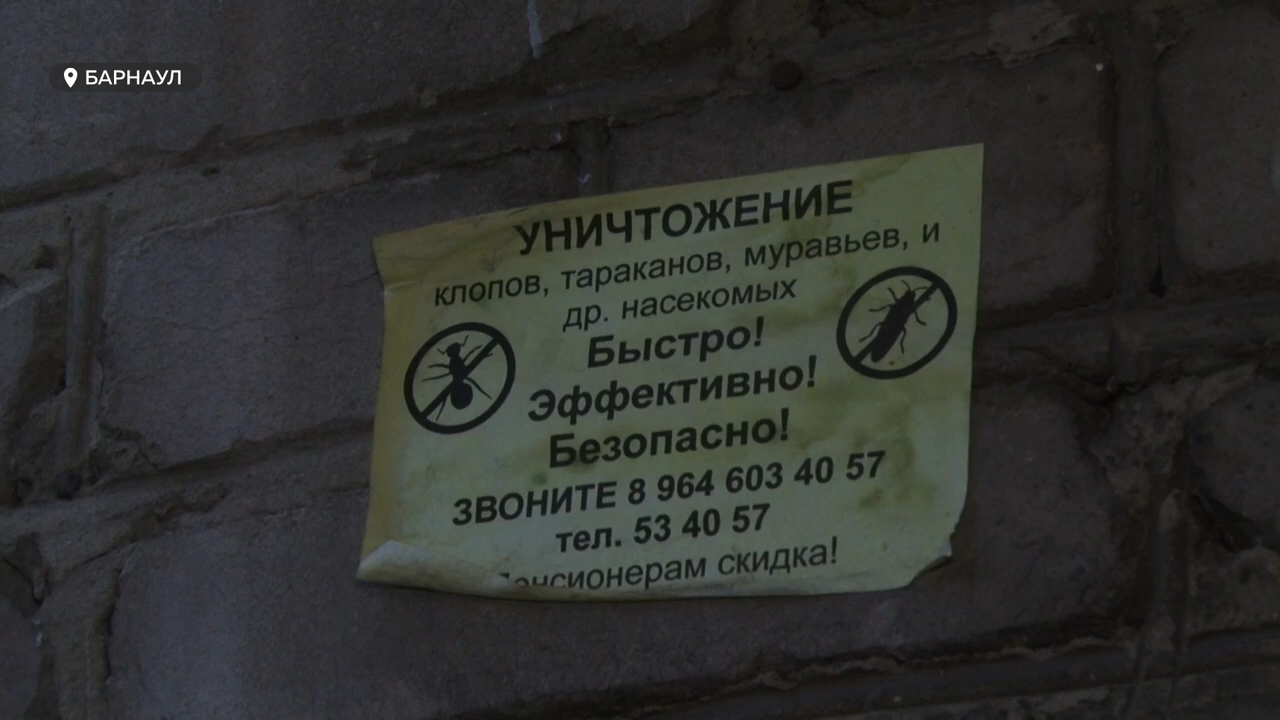 БАРНАУЛ
УНИЧТОЖЕНИЕ
клопов, тараканов, муравьев, и
др. насекомых
Быстро!
Эффективно!
Безопасно!
ЗВОНИТЕ 8 964 603 40 57
тел. 53 40 57
Пенсионерам скидка!